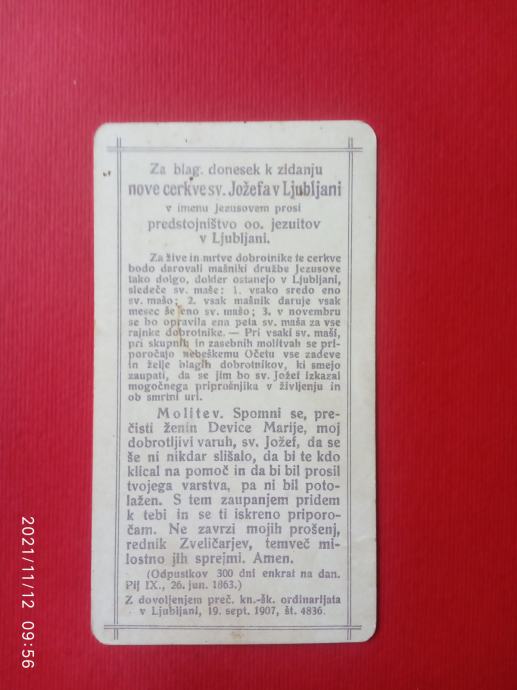 Za blag. donesek k zidanju
nove cerkve sv. Jožefa v Ljubljani
v imenu Jezusovem prosi
predstojništvo oo. jezuitov
v Ljubljani.
Za žive in mrtve dobrotnike te cerkve
bodo darovali mašniki družbe Jezusove
tako dolgo, dokler ostanejo v Ljubljani,
sledeče sv. maše: 1. vsako sredo eno
sv. mašo; 2. vsak mašnik daruje vsak
mesec še eno sv. mašo; 3. v novembru
se bo opravila ena peta sv. maša za vse
rajnke dobrotnike. — Pri vsaki sv. maši,
pri skupnih in zasebnih molitvah se pri-
poročajo nebeškemu Očetu vse zadeve
in želje blagih dobrotnikov, ki smejo
zaupati, da se jim bo sv. Jožef izkazal
mogočnega priprošnjika v življenju in
ob smrtni uri.
Molitev. Spomni se, pre-
čisti ženin Device Marije, moj
dobrotljivi varuh, sv. Jožef, da se
še ni nikdar slišalo, da bi te kdo
klical na pomoč in da bi bil prosil
tvojega varstva, pa ni bil poto-
lažen. S tem zaupanjem pridem
k tebi in se ti iskreno priporo-
čam. Ne zavrzi mojih prošenj,
rednik Zveličarjev, temveč mi-
lostno jih sprejmi. Amen.
(Odpustkov 300 dni enkrat na dan.
Pij IX., 26. jun. 1863.)
Z dovoljenjem preč. kn.-šk. ordinarijata
v Ljubljani, 19. sept. 1907, št. 4836.
2021/11/12 09:56